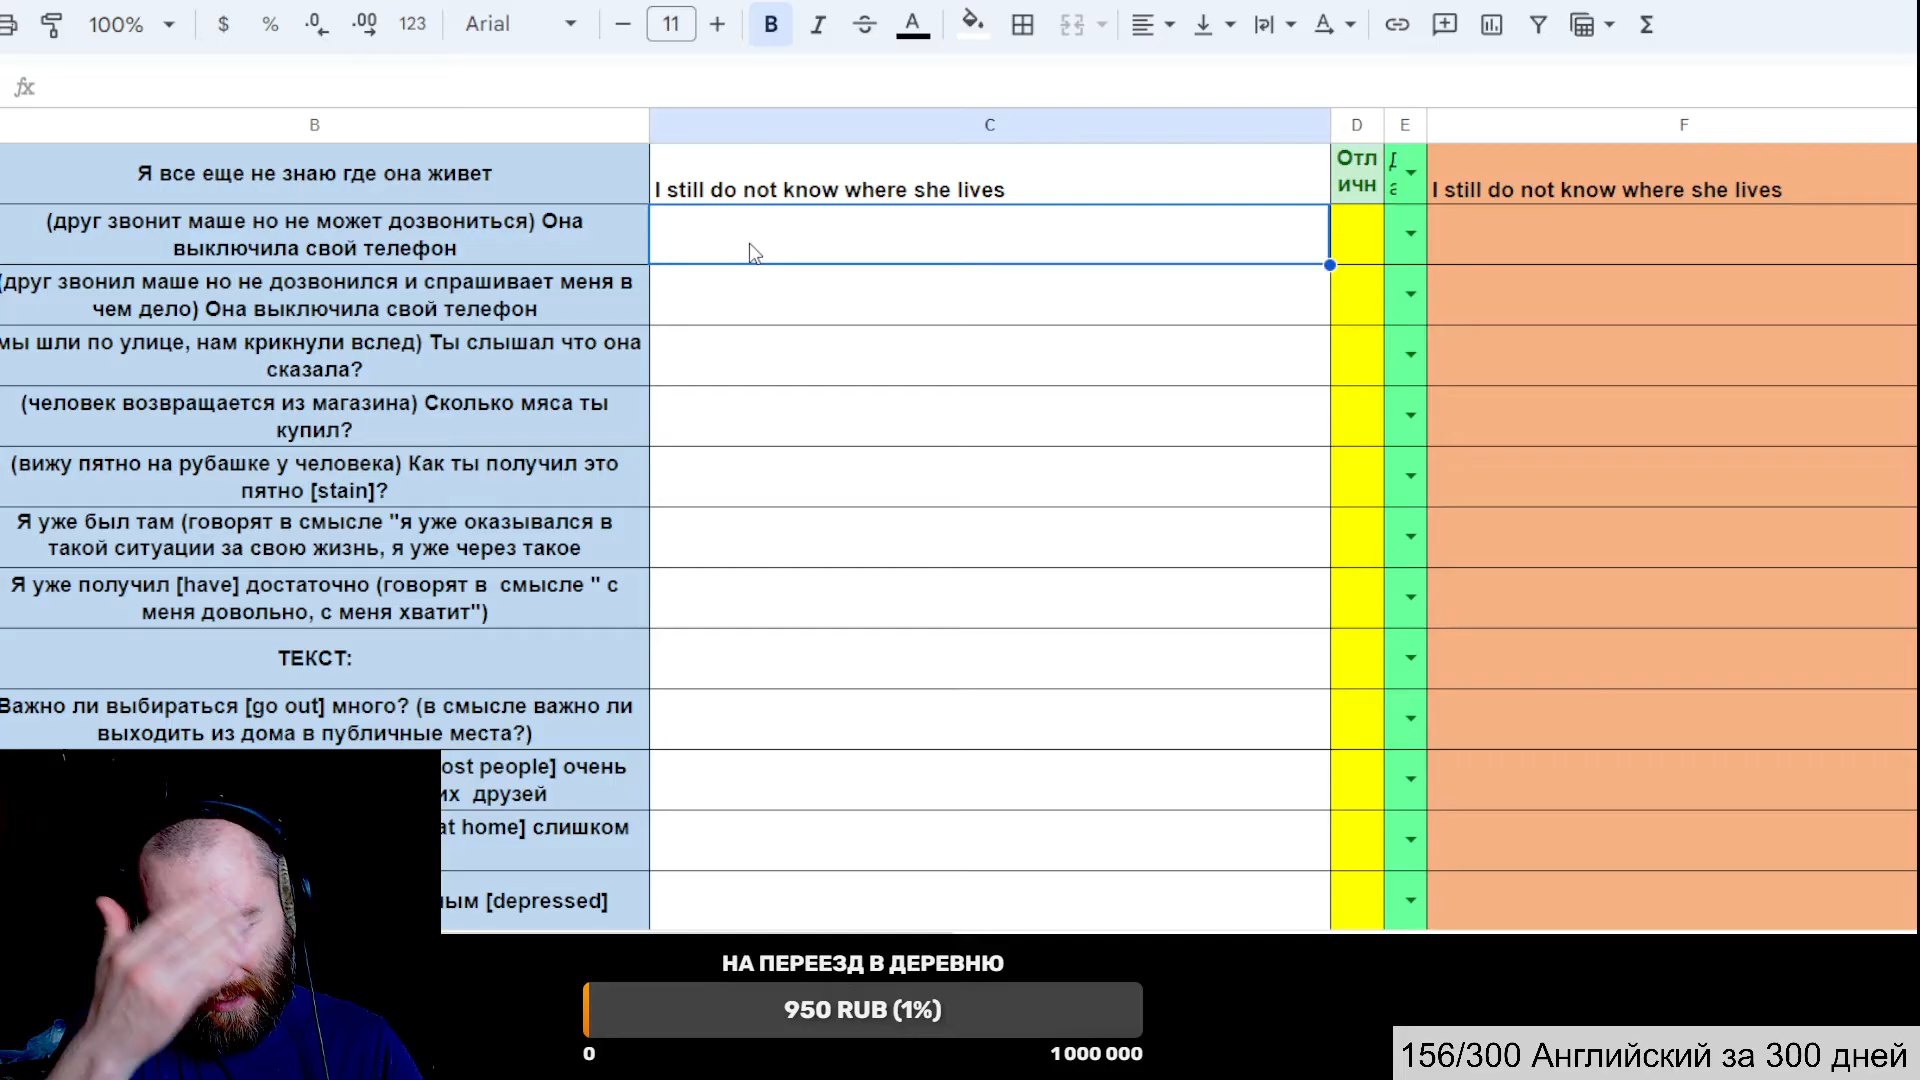 100%
$ % .0 .00 123 Arial 11 B I A Σ
fx
B C D E F
Я все еще не знаю где она живет
I still do not know where she lives
Отл
ичн
I still do not know where she lives
(друг звонит маше но не может дозвониться) Она
выключила свой телефон
(друг звонил маше но не дозвонился и спрашивает меня в
чем дело) Она выключила свой телефон
мы шли по улице, нам крикнули вслед) Ты слышал что она
сказала?
(человек возвращается из магазина) Сколько мяса ты
купил?
(вижу пятно на рубашке у человека) Как ты получил это
пятно [stain]?
Я уже был там (говорят в смысле "я уже оказывался в
такой ситуации за свою жизнь, я уже через такое
Я уже получил [have] достаточно (говорят в смысле " с
меня довольно, с меня хватит")
ТЕКСТ:
Важно ли выбираться [go out] много? (в смысле важно ли
выходить из дома в публичные места?)
ost people] очень
их друзей
at home] слишком
ным [depressed]
НА ПЕРЕЕЗД В ДЕРЕВНЮ
950 RUB (1%)
0 1 000 000
156/300 Английский за 300 дней